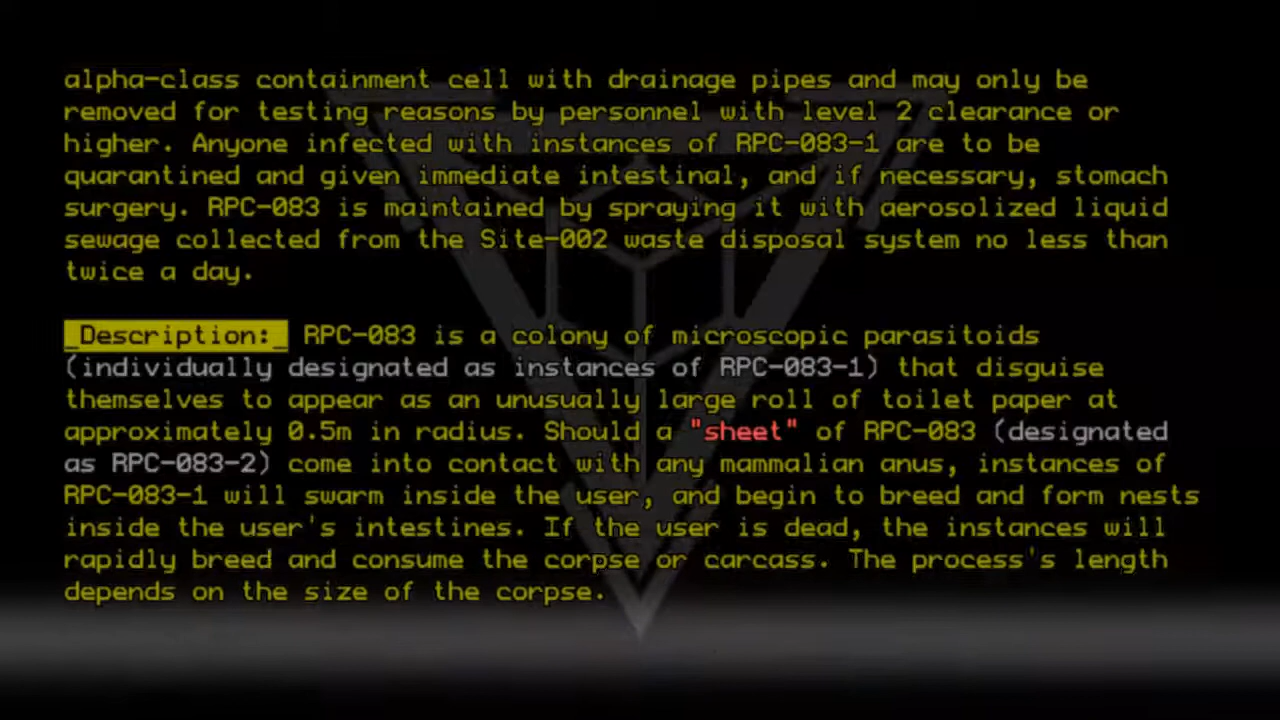 alpha-class containment cell with drainage pipes and may only be
removed for testing reasons by personnel with level 2 clearance or
higher. Anyone infected with instances of RPC-083-1 are to be
quarantined and given immediate intestinal, and if necessary, stomach
surgery. RPC-083 is maintained by spraying it with aerosolized liquid
sewage collected from the Site-002 waste disposal system no less than
twice a day.
_Description:_ RPC-083 is a colony of microscopic parasitoids
(individually designated as instances of RPC-083-1) that disguise
themselves to appear as an unusually large roll of toilet paper at
approximately 0.5m in radius. Should a "sheet" of RPC-083 (designated
as RPC-083-2) come into contact with any mammalian anus, instances of
RPC-083-1 will swarm inside the user, and begin to breed and form nests
inside the user's intestines. If the user is dead, the instances will
rapidly breed and consume the corpse or carcass. The process's length
depends on the size of the corpse.